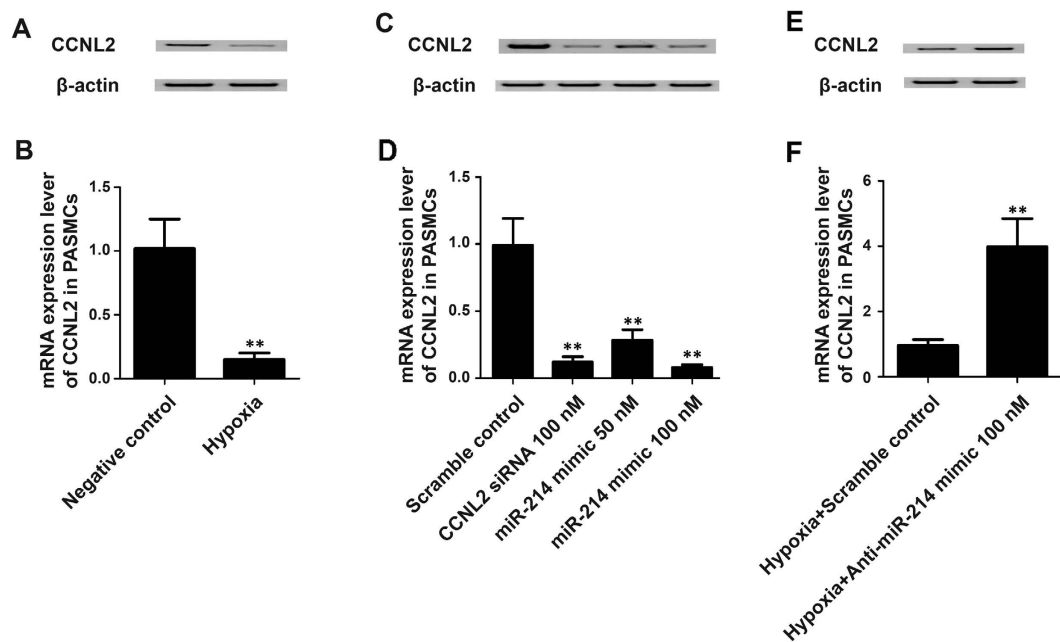 A
CCNL2
β-actin
B
mRNA expression lever
of CCNL2 in PASMCs
1.5
1.0
0.5
0.0
**
Negative control
Hypoxia
C
CCNL2
β-actin
D
mRNA expression lever
of CCNL2 in PASMCs
1.5
1.0
0.5
0.0
**
**
**
Scramble control
CCNL2 siRNA 100 nM
miR-214 mimic 50 nM
miR-214 mimic 100 nM
E
CCNL2
β-actin
F
mRNA expression lever
of CCNL2 in PASMCs
6
4
2
0
**
Hypoxia+Scramble control
Hypoxia+Anti-miR-214 mimic 100 nM